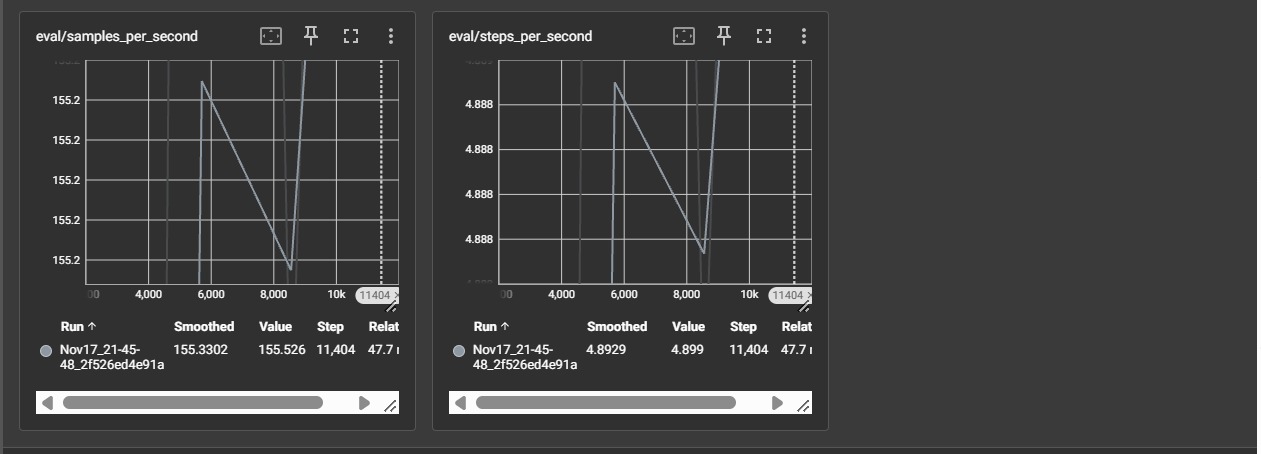 eval/samples_per_second
155.2
155.2
155.2
155.2
155.2
4,000 6,000 8,000 10k 11404
Run Smoothed Value Step Relat
Nov17_21-45-
48_2f526ed4e91a 155.3302 155.526 11,404 47.7
eval/steps_per_second
4.888
4.888
4.888
4.888
4,000 6,000 8,000 10k 11404
Run Smoothed Value Step Relat
Nov17_21-45-
48_2f526ed4e91a 4.8929 4.899 11,404 47.7